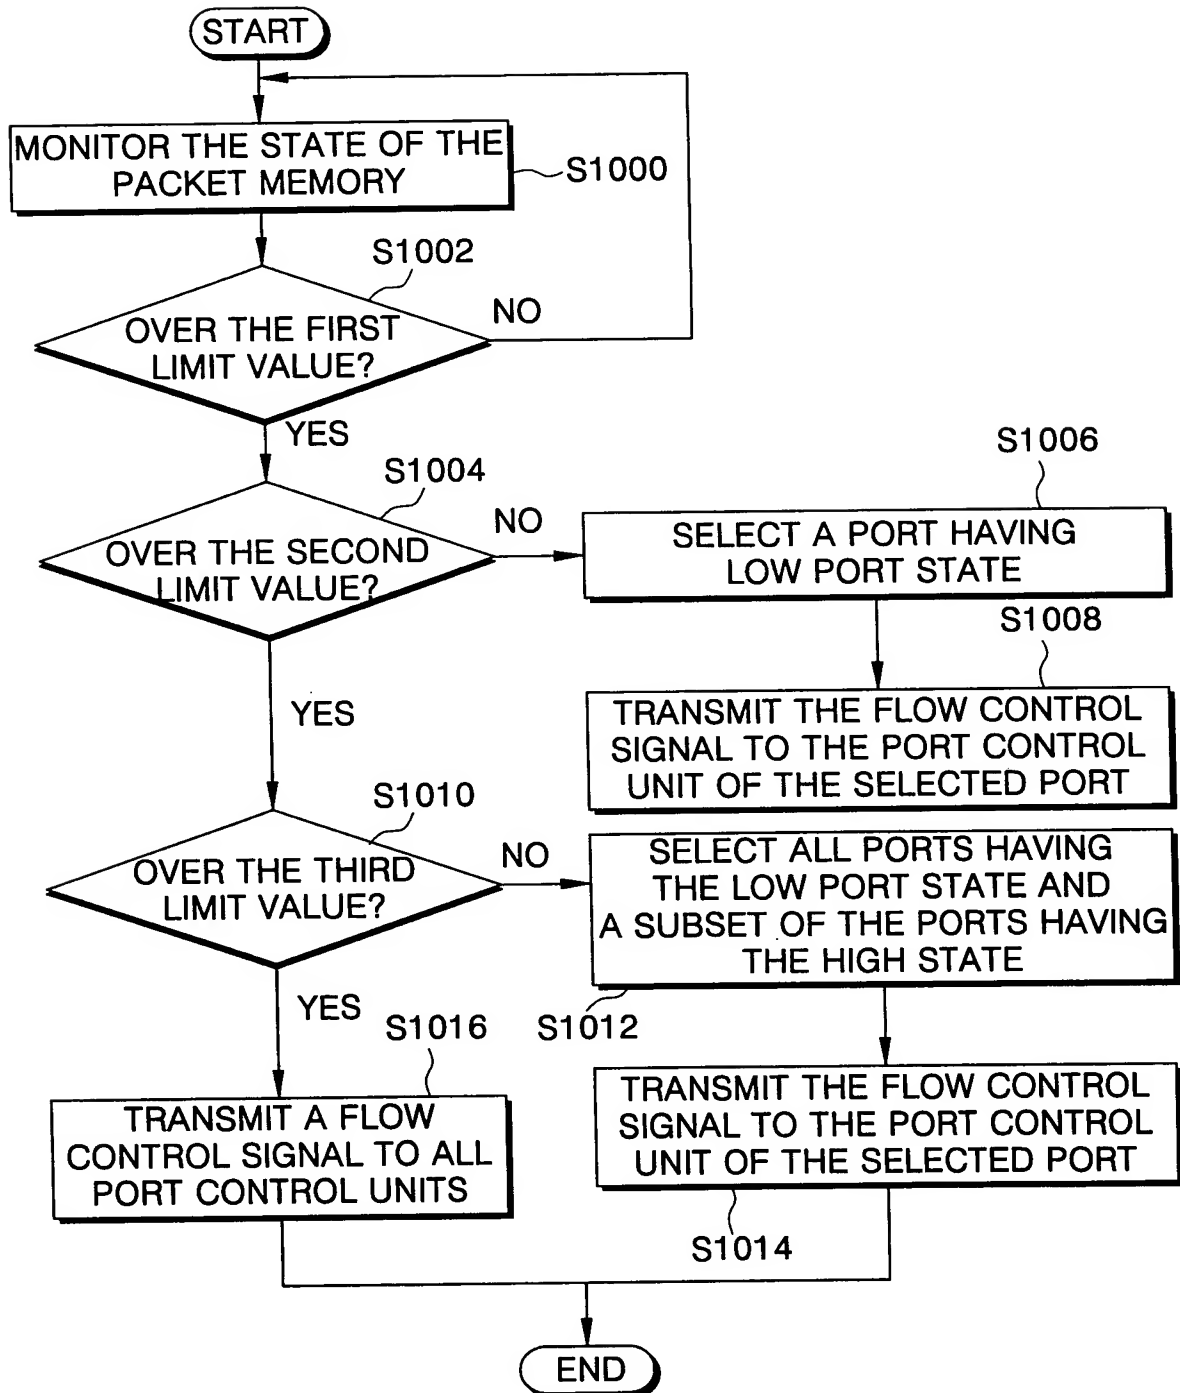 START
MONITOR THE STATE OF THE
PACKET MEMORY
S1000
S1002
OVER THE FIRST
LIMIT VALUE?
NO
YES
S1004
OVER THE SECOND
LIMIT VALUE?
NO
S1006
SELECT A PORT HAVING
LOW PORT STATE
S1008
TRANSMIT THE FLOW CONTROL
SIGNAL TO THE PORT CONTROL
UNIT OF THE SELECTED PORT
YES
S1010
OVER THE THIRD
LIMIT VALUE?
NO
SELECT ALL PORTS HAVING
THE LOW PORT STATE AND
A SUBSET OF THE PORTS HAVING
THE HIGH STATE
S1012
YES
S1016
TRANSMIT A FLOW
CONTROL SIGNAL TO ALL
PORT CONTROL UNITS
TRANSMIT THE FLOW CONTROL
SIGNAL TO THE PORT CONTROL
UNIT OF THE SELECTED PORT
S1014
END